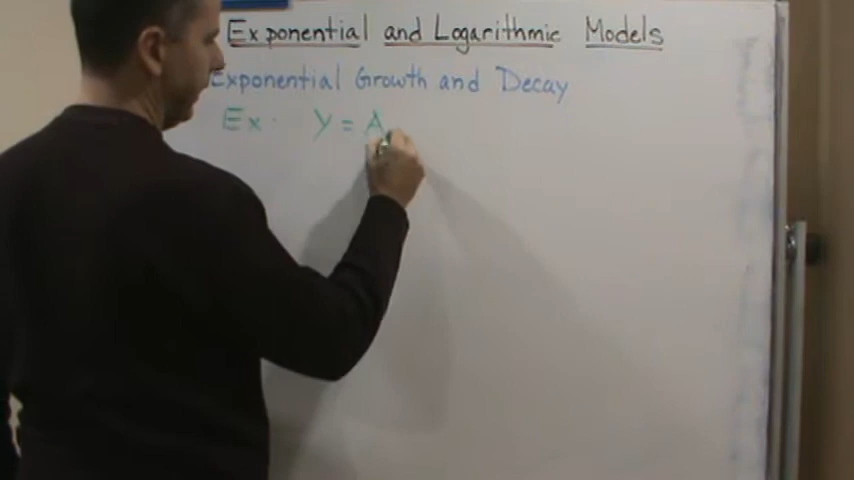 Exponential and Logarithmic Models
Exponential Growth and Decay
Ex. y = A